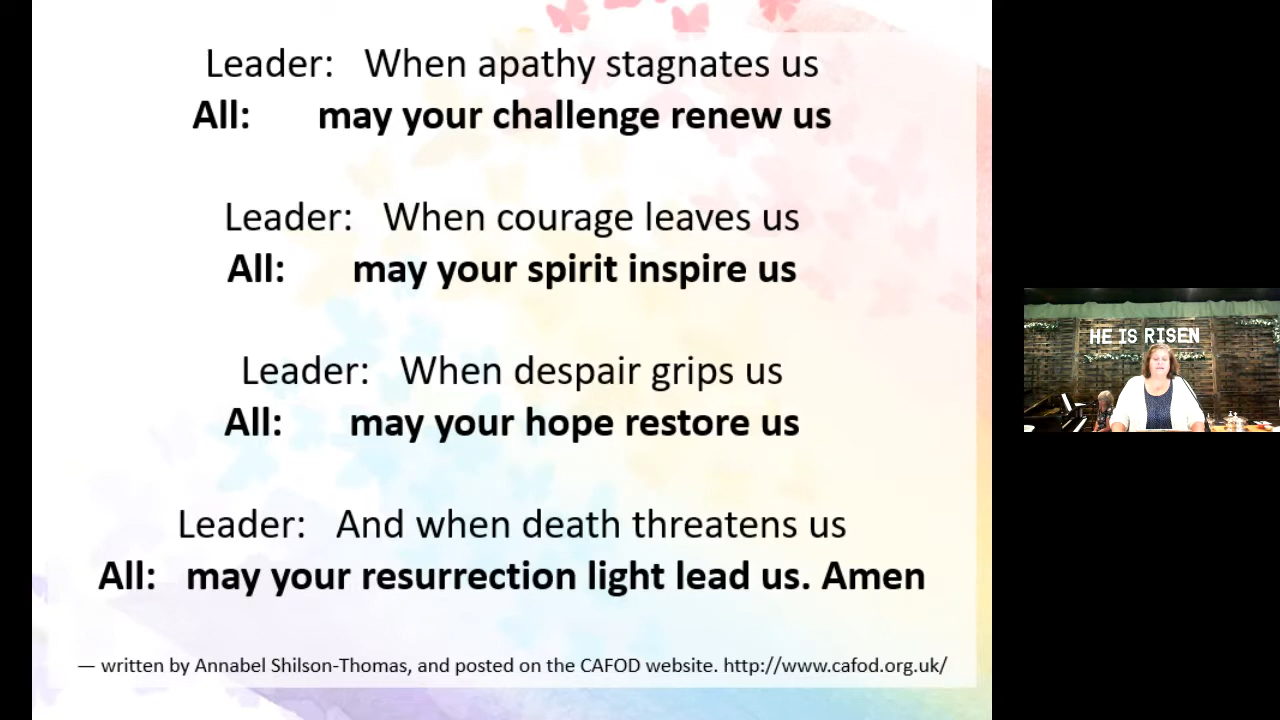 Leader: When apathy stagnates us
All: may your challenge renew us
Leader: When courage leaves us
All: may your spirit inspire us
Leader: When despair grips us
All: may your hope restore us
Leader: And when death threatens us
All: may your resurrection light lead us. Amen
— written by Annabel Shilson-Thomas, and posted on the CAFOD website. http://www.cafod.org.uk/
HE IS RISEN